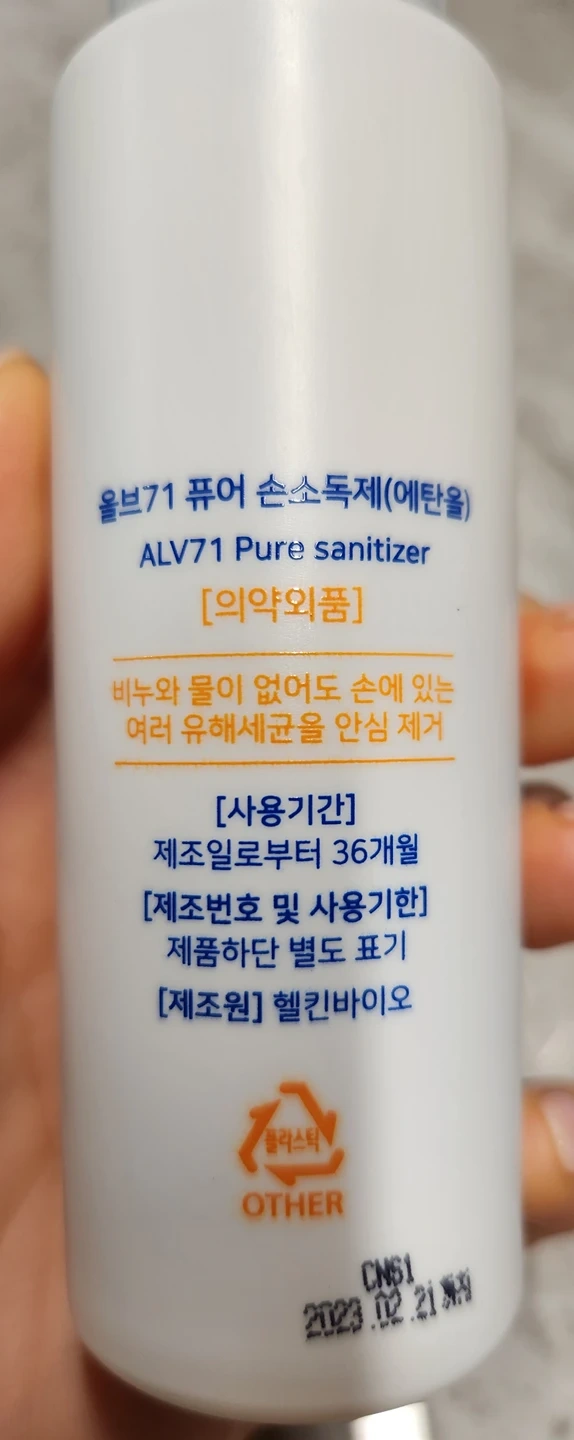 올브71 퓨어 손소독제(에탄올)
ALV71 Pure sanitizer
[의약외품]
비누와 물이 없어도 손에 있는
여러 유해세균을 안심 제거
[사용기간]
제조일로부터 36개월
[제조번호 및 사용기한]
제품하단 별도 표기
[제조원] 헬킨바이오
플라스틱
OTHER
CN61
2023.02.21까지